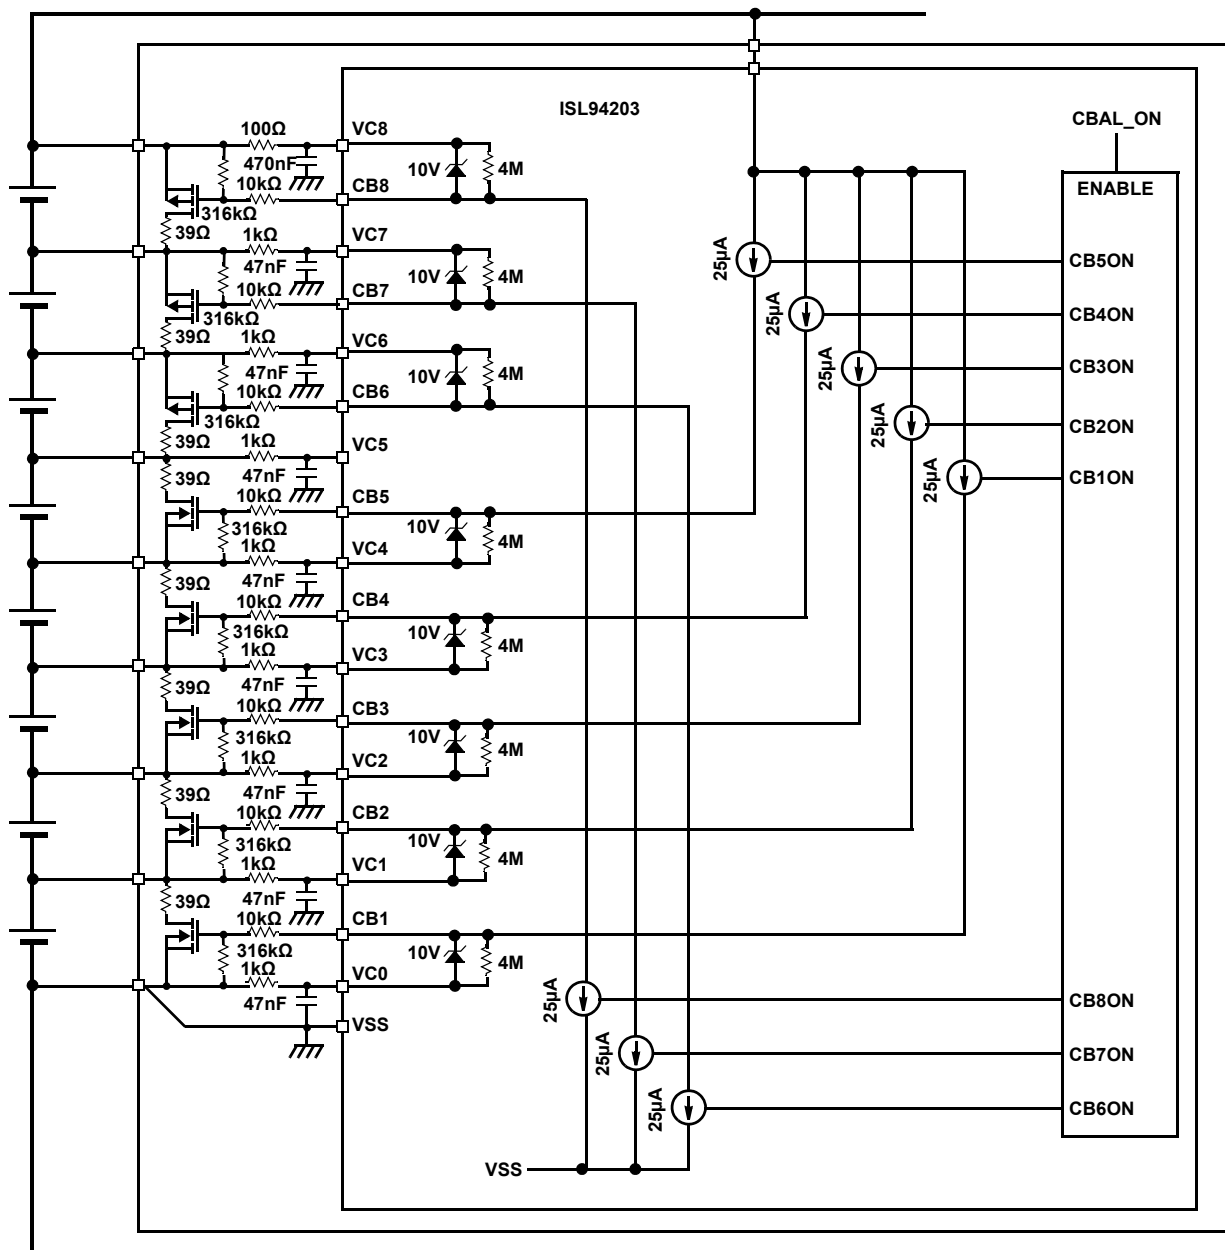 ISL94203
CBAL_ON
ENABLE
100Ω
VC8
470nF
10V
4M
10kΩ
CB8
316kΩ
39Ω
1kΩ
VC7
47nF
10V
4M
10kΩ
CB7
316kΩ
39Ω
1kΩ
VC6
47nF
10V
4M
10kΩ
CB6
316kΩ
39Ω
1kΩ
VC5
47nF
39Ω
10kΩ
CB5
316kΩ
10V
4M
1kΩ
VC4
47nF
39Ω
10kΩ
CB4
316kΩ
10V
4M
1kΩ
VC3
47nF
39Ω
10kΩ
CB3
316kΩ
10V
4M
1kΩ
VC2
47nF
39Ω
10kΩ
CB2
316kΩ
10V
4M
1kΩ
VC1
47nF
39Ω
10kΩ
CB1
316kΩ
10V
4M
1kΩ
VC0
47nF
VSS
25µA
CB5ON
25µA
CB4ON
25µA
CB3ON
25µA
CB2ON
25µA
CB1ON
25µA
CB8ON
25µA
CB7ON
25µA
CB6ON
VSS